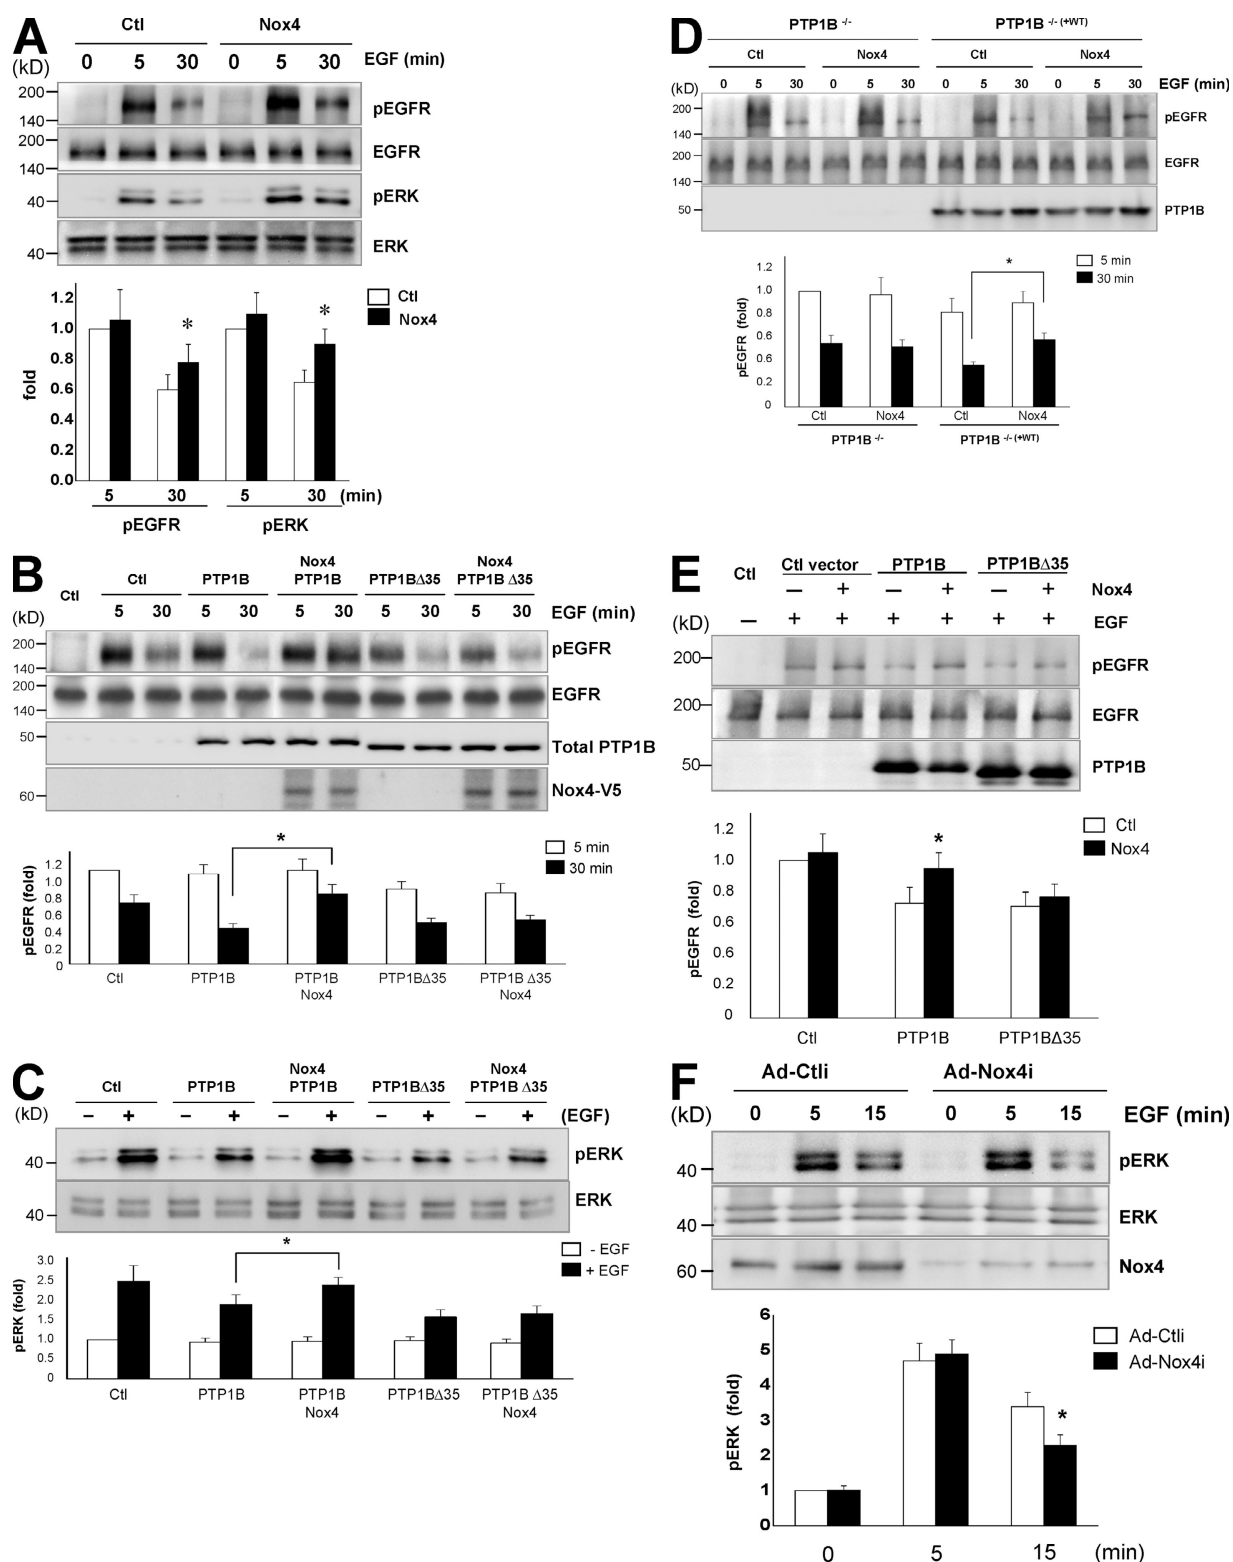 A
Ctl Nox4
(kD) 0 5 30 0 5 30 EGF (min)
200
140
pEGFR
200
140
EGFR
40
pERK
40
ERK
1.2
1.0
0.8
0.6
0.4
0.2
0.0
fold
* *
Ctl
Nox4
5 30 5 30 (min)
pEGFR pERK
B
Ctl Ctl PTP1B Nox4 PTP1B PTP1BΔ35 Nox4 PTP1B Δ35
(kD) 5 30 5 30 5 30 5 30 5 30 EGF (min)
200
140
pEGFR
200
140
EGFR
50
Total PTP1B
60
Nox4-V5
1.2
1.0
0.8
0.6
0.4
0.2
0
pEGFR (fold)
*
5 min
30 min
Ctl PTP1B PTP1B PTP1BΔ35 PTP1B Δ35
Nox4 Nox4
C
Ctl PTP1B Nox4 PTP1B PTP1BΔ35 Nox4 PTP1B Δ35
(kD) – + – + – + – + – + (EGF)
40
pERK
40
ERK
3.0
2.5
2.0
1.5
1.0
0.5
0
pERK (fold)
*
- EGF
+ EGF
Ctl PTP1B PTP1B PTP1BΔ35 PTP1B Δ35
Nox4 Nox4
D
PTP1B -/- PTP1B -/- (+WT)
Ctl Nox4 Ctl Nox4
(kD) 0 5 30 0 5 30 0 5 30 0 5 30 EGF (min)
200
140
pEGFR
200
140
EGFR
50
PTP1B
1.2
1.0
0.8
0.6
0.2
0
pEGFR (fold)
*
5 min
30 min
Ctl Nox4 Ctl Nox4
PTP1B -/- PTP1B -/- (+WT)
E
Ctl Ctl vector PTP1B PTP1BΔ35
– + – + – + Nox4
(kD) – + + + + + + EGF
200
pEGFR
200
EGFR
50
PTP1B
1.2
1.0
0.8
0.6
0.6
0.2
0
pEGFR (fold)
*
Ctl
Nox4
Ctl PTP1B PTP1BΔ35
F
Ad-Ctli Ad-Nox4i
(kD) 0 5 15 0 5 15 EGF (min)
40
pERK
40
ERK
60
Nox4
6
5
4
3
2
1
0
pERK (fold)
*
Ad-Ctli
Ad-Nox4i
0 5 15 (min)